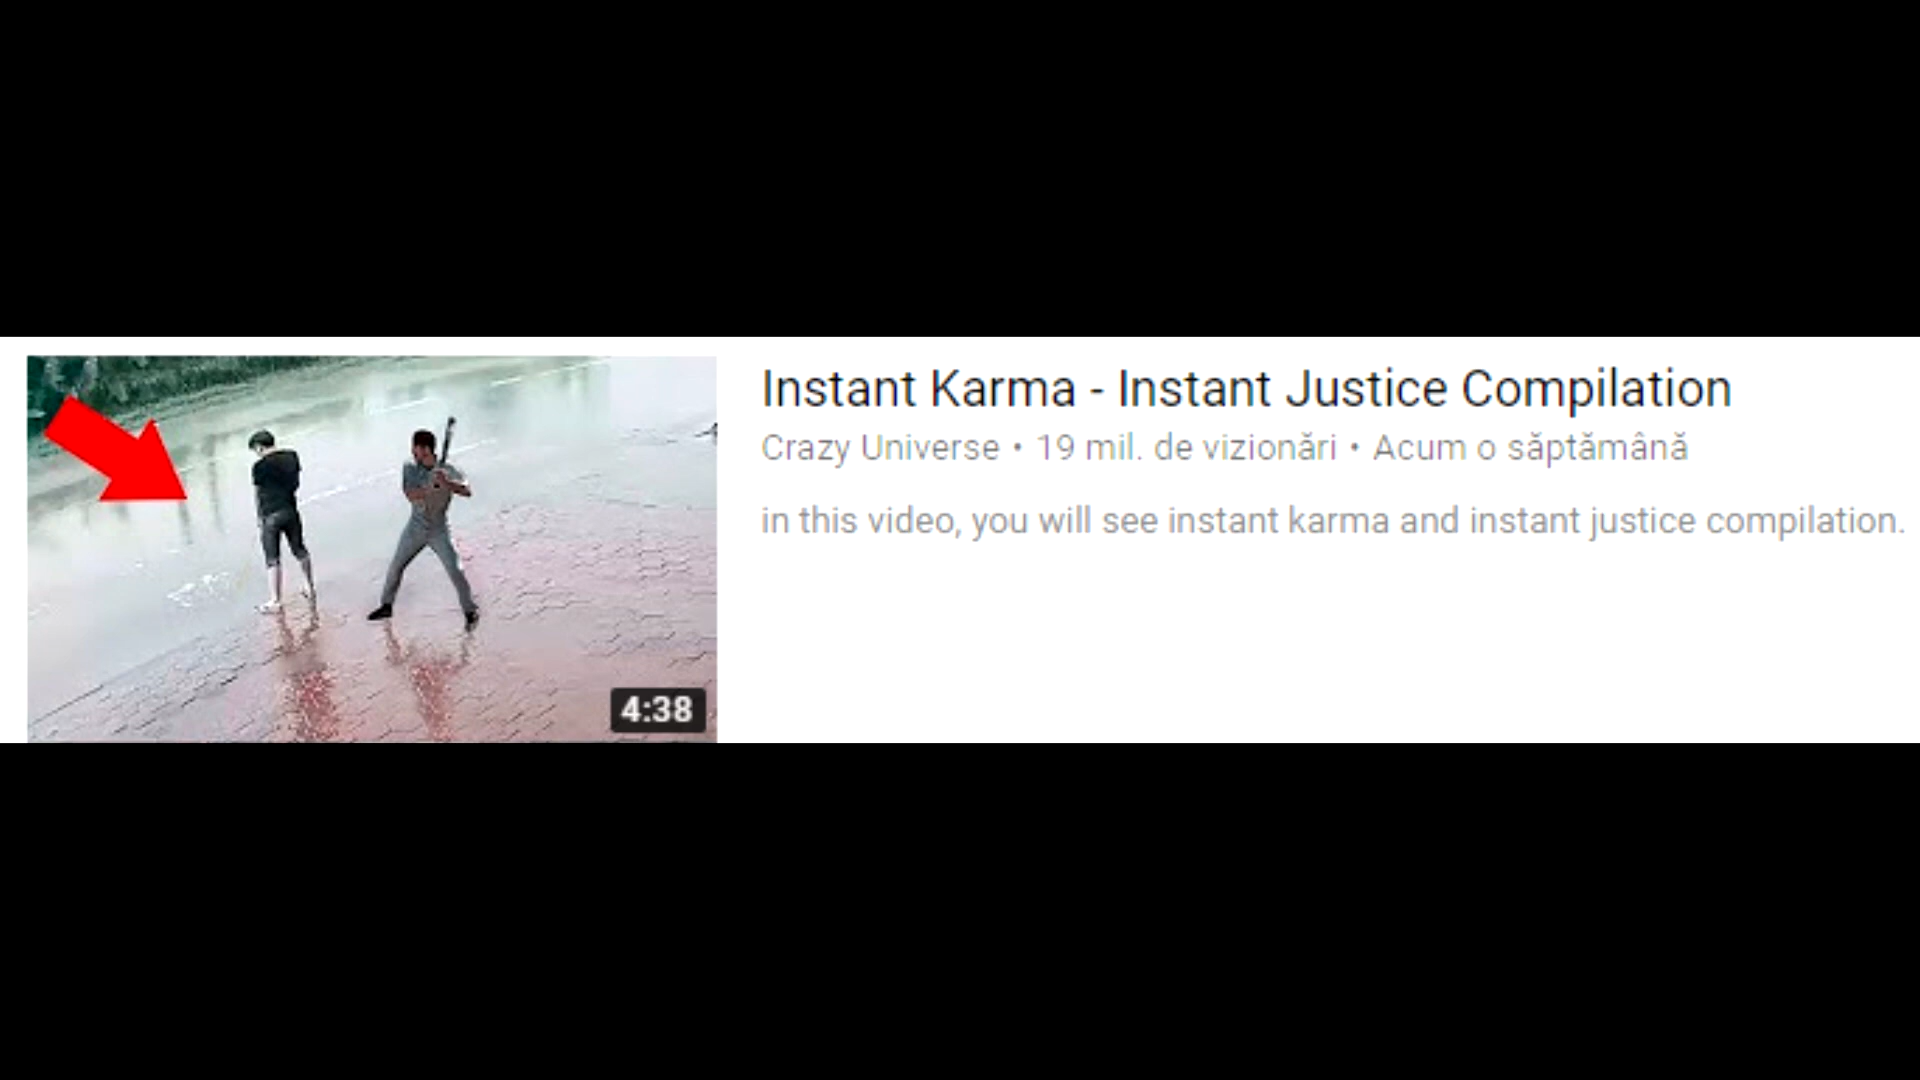 Instant Karma - Instant Justice Compilation
Crazy Universe • 19 mil. de vizionări • Acum o săptămână
in this video, you will see instant karma and instant justice compilation.
4:38